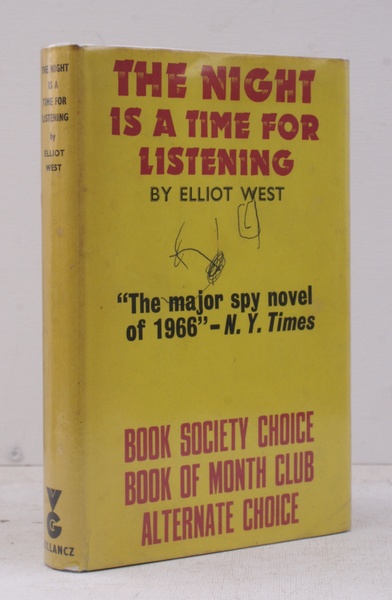 THE NIGHT
IS A TIME FOR
LISTENING
by
ELLIOT
WEST
VG
THE NIGHT
IS A TIME FOR
LISTENING
BY ELLIOT WEST
"The major spy novel
of 1966"–N. Y. Times
BOOK SOCIETY CHOICE
BOOK OF MONTH CLUB
ALTERNATE CHOICE